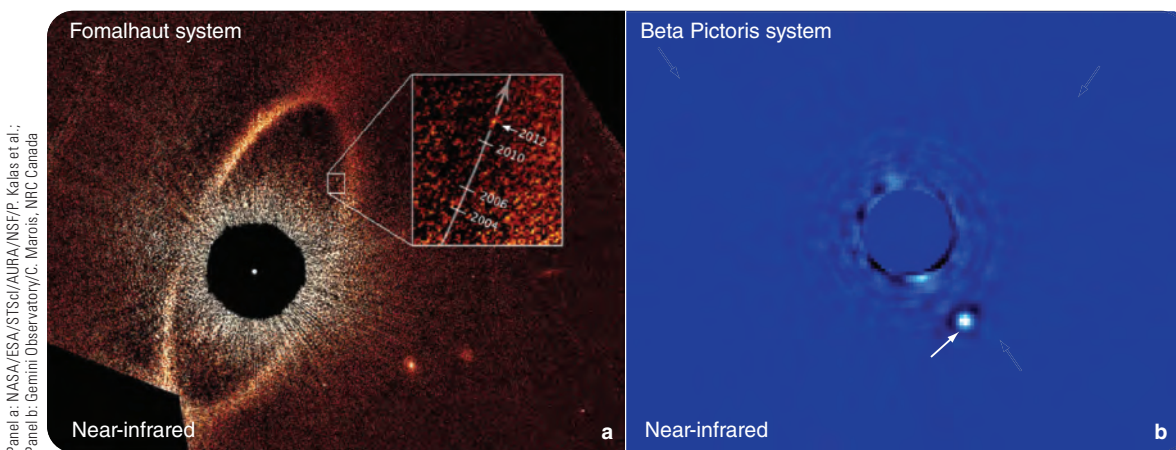 Panel a: NASA/ESA/STScI/AURA/NSF/P. Kalas et al.;
Panel b: Gemini Observatory/C. Marois, NRC Canada
Fomalhaut system
2012
2010
2006
2004
Near-infrared
a
Beta Pictoris system
Near-infrared
b